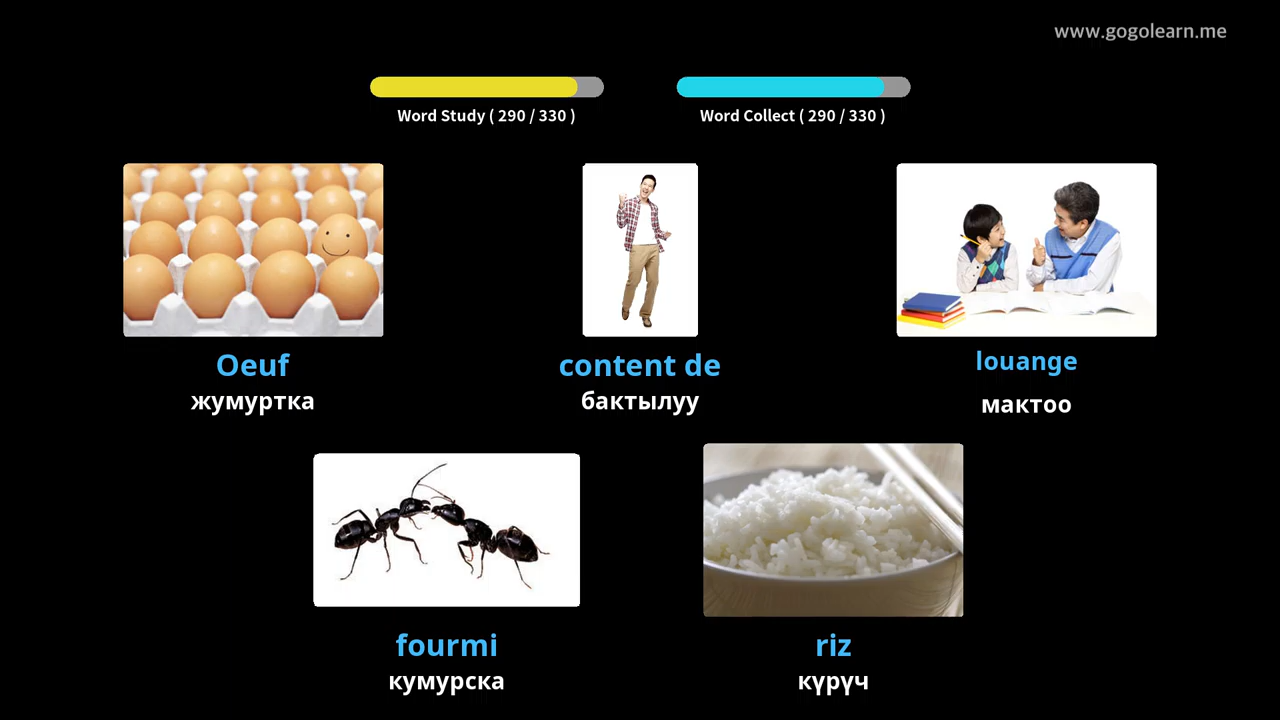 www.gogolearn.me
Word Study ( 290 / 330 )
Word Collect ( 290 / 330 )
Oeuf
жумуртка
content de
бактылуу
louange
мактоо
fourmi
кумурска
riz
күрүч